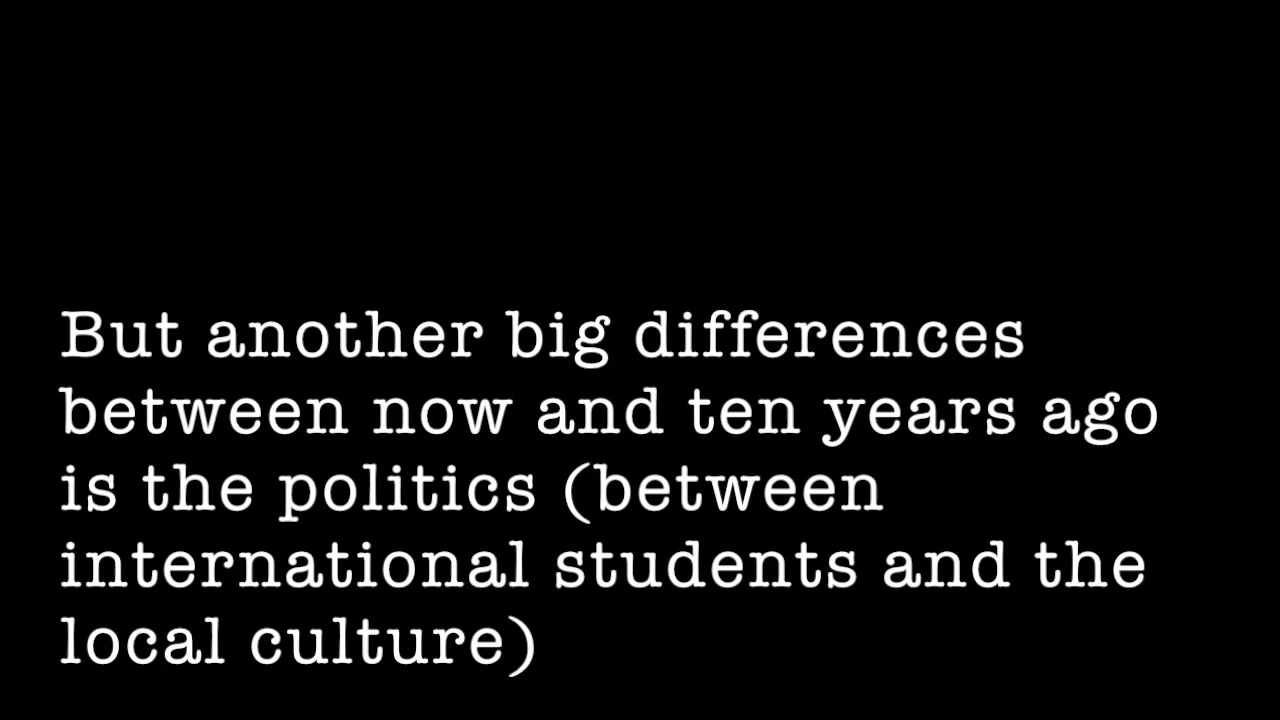 But another big differences
between now and ten years ago
is the politics (between
international students and the
local culture)